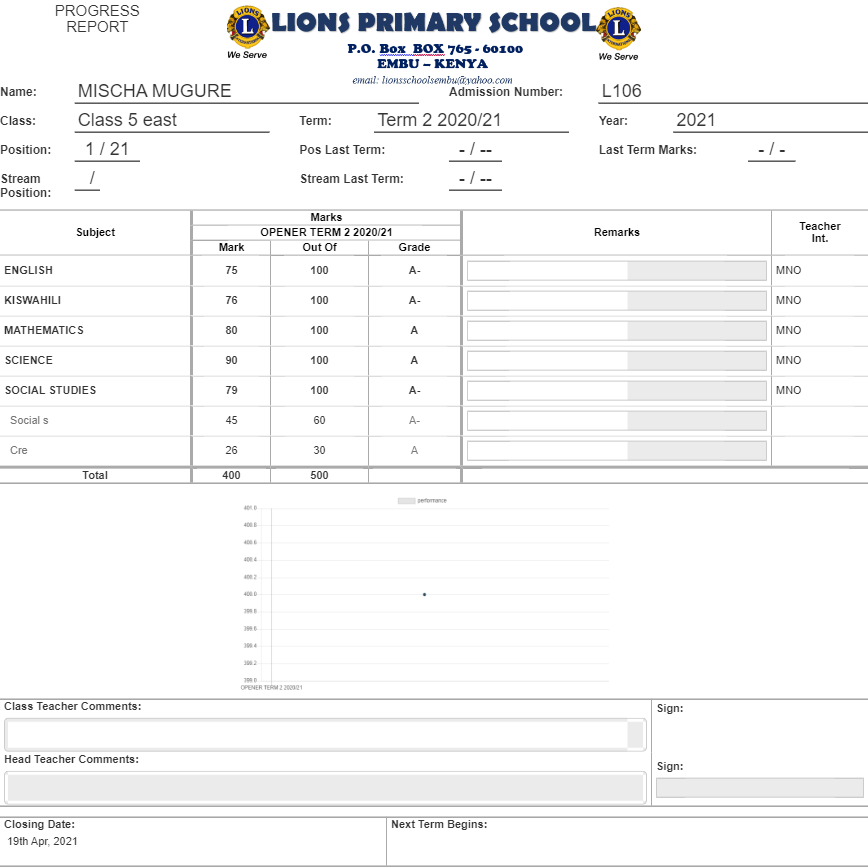 PROGRESS
REPORT
LIONS PRIMARY SCHOOL
We Serve
We Serve
P.O. Box BOX 765 - 60100
EMBU – KENYA
email: lionsschoolsembu@yahoo.com
Name: MISCHA MUGURE Admission Number: L106
Class: Class 5 east Term: Term 2 2020/21 Year: 2021
Position: 1 / 21 Pos Last Term: - / -- Last Term Marks: - / -
Stream Position: / Stream Last Term: - / --
Subject Marks Remarks Teacher Int.
OPENER TERM 2 2020/21
Mark Out Of Grade
ENGLISH 75 100 A- MNO
KISWAHILI 76 100 A- MNO
MATHEMATICS 80 100 A MNO
SCIENCE 90 100 A MNO
SOCIAL STUDIES 79 100 A- MNO
Social s 45 60 A-
Cre 26 30 A
Total 400 500
performance
401.0
400.8
400.6
400.4
400.2
400.0
399.8
399.6
399.4
399.2
399.0
OPENER TERM 2 2020/21
Class Teacher Comments: Sign:
Head Teacher Comments: Sign:
Closing Date: Next Term Begins:
19th Apr, 2021